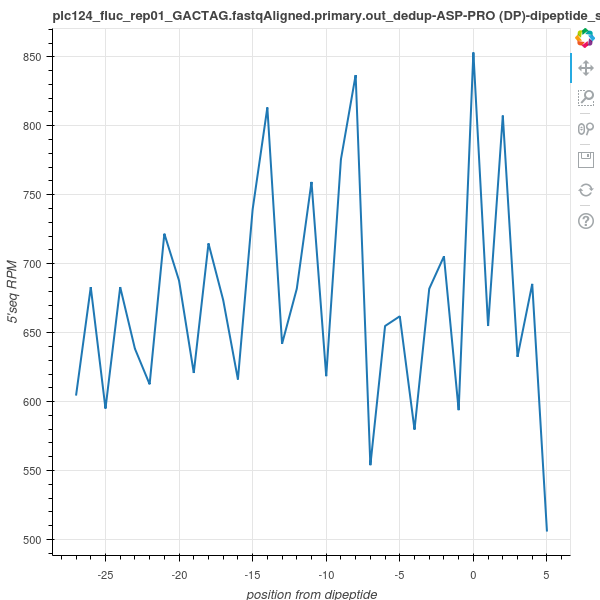 plc124_fluc_rep01_GACTAG.fastqAligned.primary.out_dedup-ASP-PRO (DP)-dipeptide_s
850
800
750
700
650
600
550
500
5'seq RPM
-25 -20 -15 -10 -5 0 5
position from dipeptide